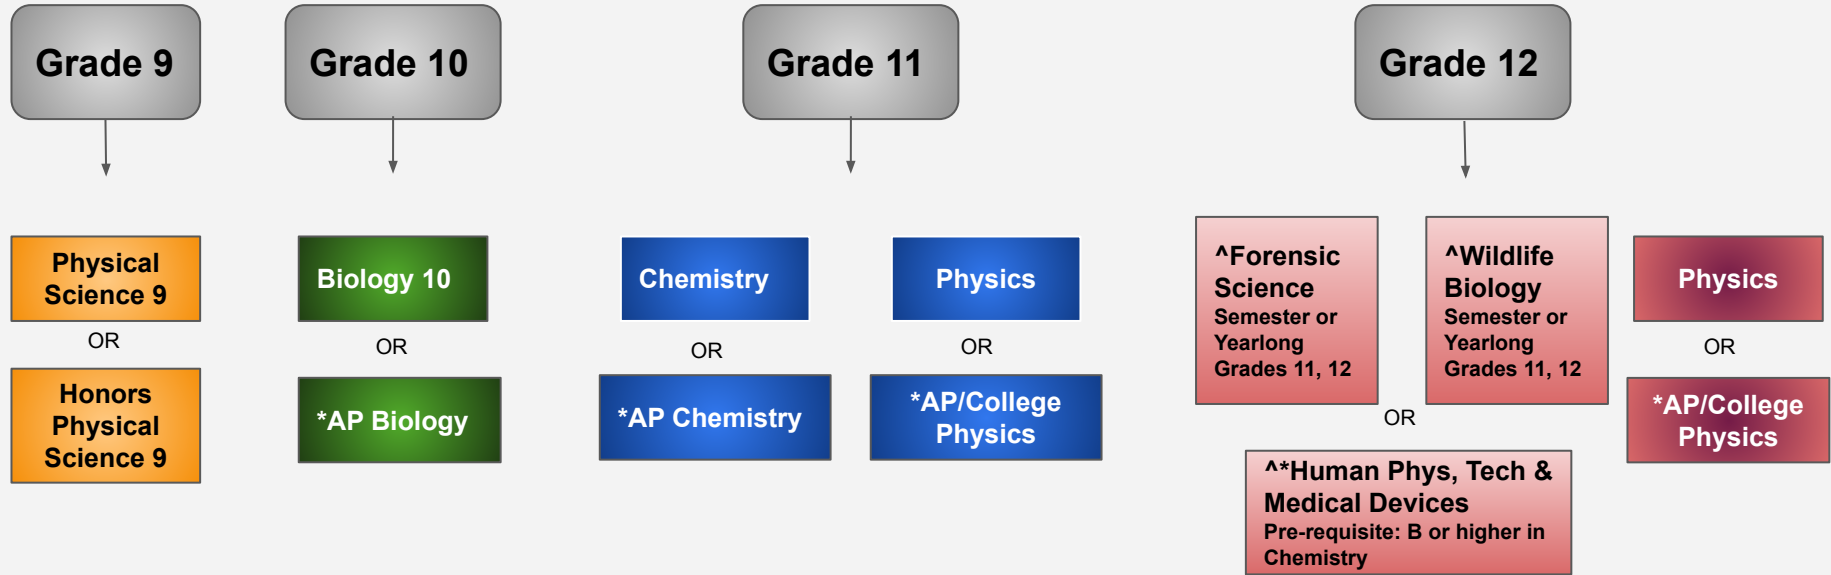 Grade 9
Grade 10
Grade 11
Grade 12
Physical
Science 9
OR
Honors
Physical
Science 9
Biology 10
OR
*AP Biology
Chemistry
OR
*AP Chemistry
Physics
OR
*AP/College
Physics
^Forensic
Science
Semester or
Yearlong
Grades 11, 12
^Wildlife
Biology
Semester or
Yearlong
Grades 11, 12
OR
^*Human Phys, Tech &
Medical Devices
Pre-requisite: B or higher in
Chemistry
Physics
OR
*AP/College
Physics